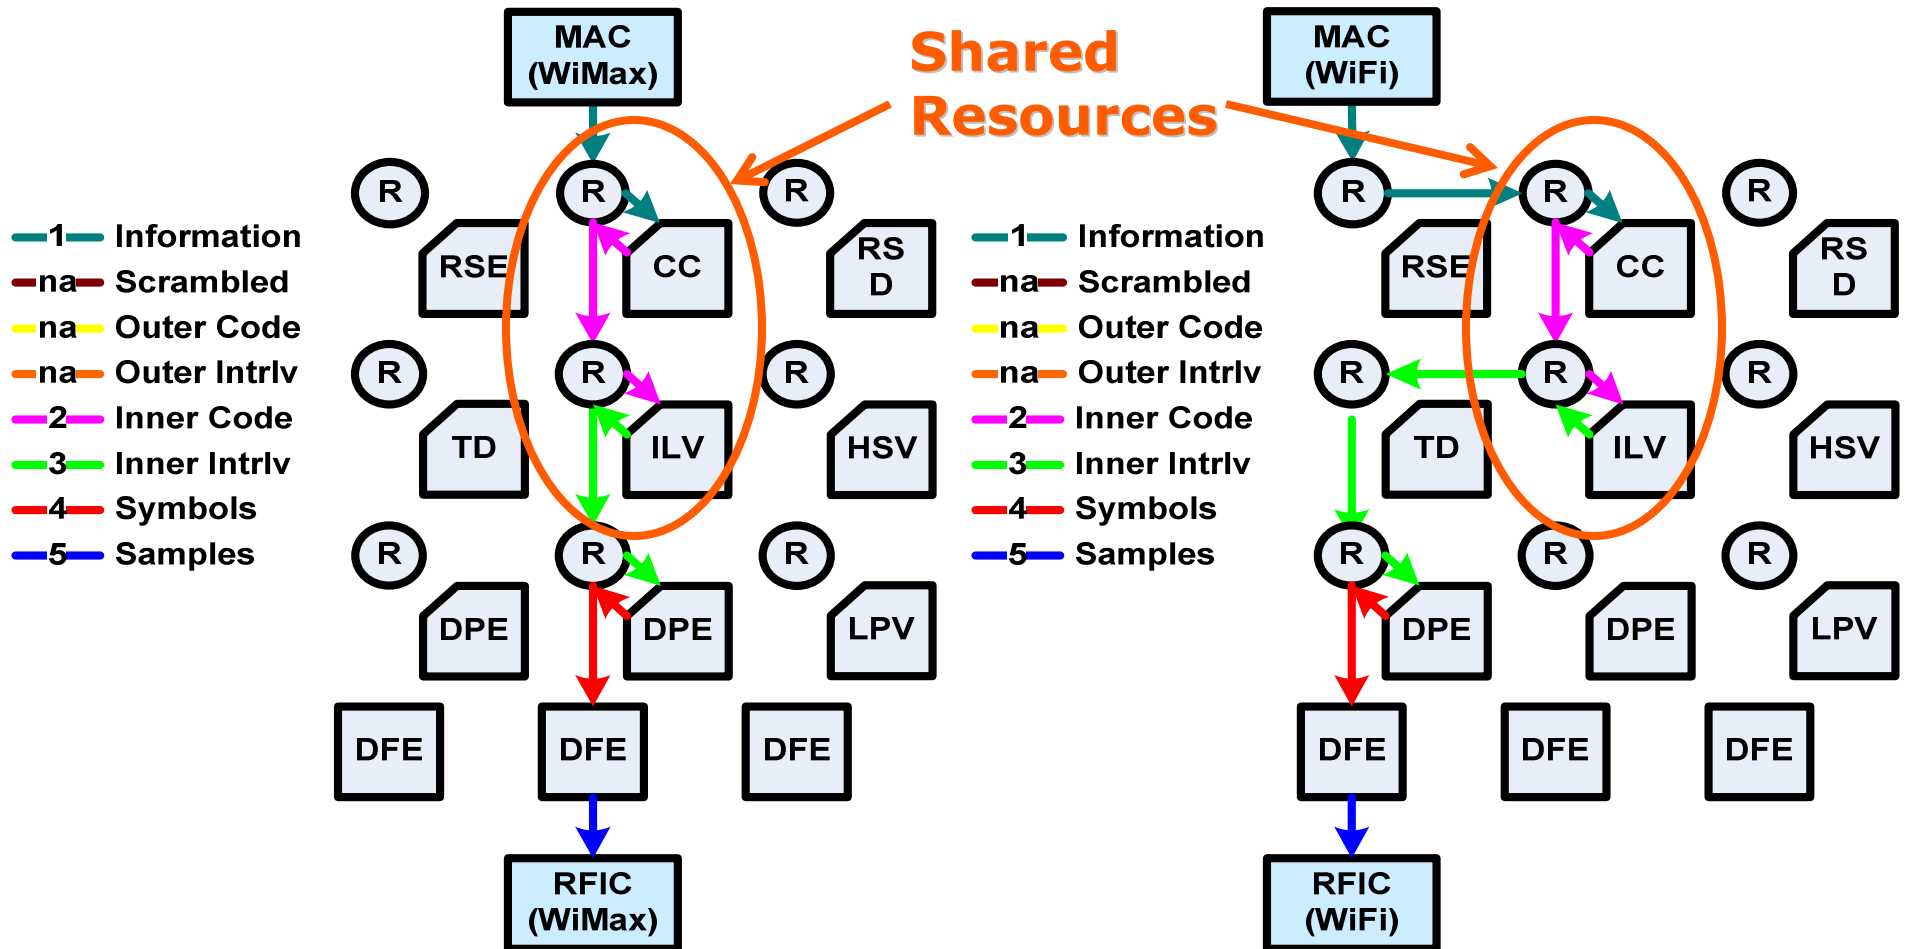 MAC
(WiMax)
Shared
Resources
MAC
(WiFi)
R
R
R
R
R
R
1 Information
na Scrambled
na Outer Code
na Outer Intrlv
2 Inner Code
3 Inner Intrlv
4 Symbols
5 Samples
RSE
CC
RS
D
1 Information
na Scrambled
na Outer Code
na Outer Intrlv
2 Inner Code
3 Inner Intrlv
4 Symbols
5 Samples
RSE
CC
RS
D
R
R
R
R
R
R
TD
ILV
HSV
TD
ILV
HSV
R
R
R
R
R
R
DPE
DPE
LPV
DPE
DPE
LPV
DFE
DFE
DFE
DFE
DFE
DFE
RFIC
(WiMax)
RFIC
(WiFi)